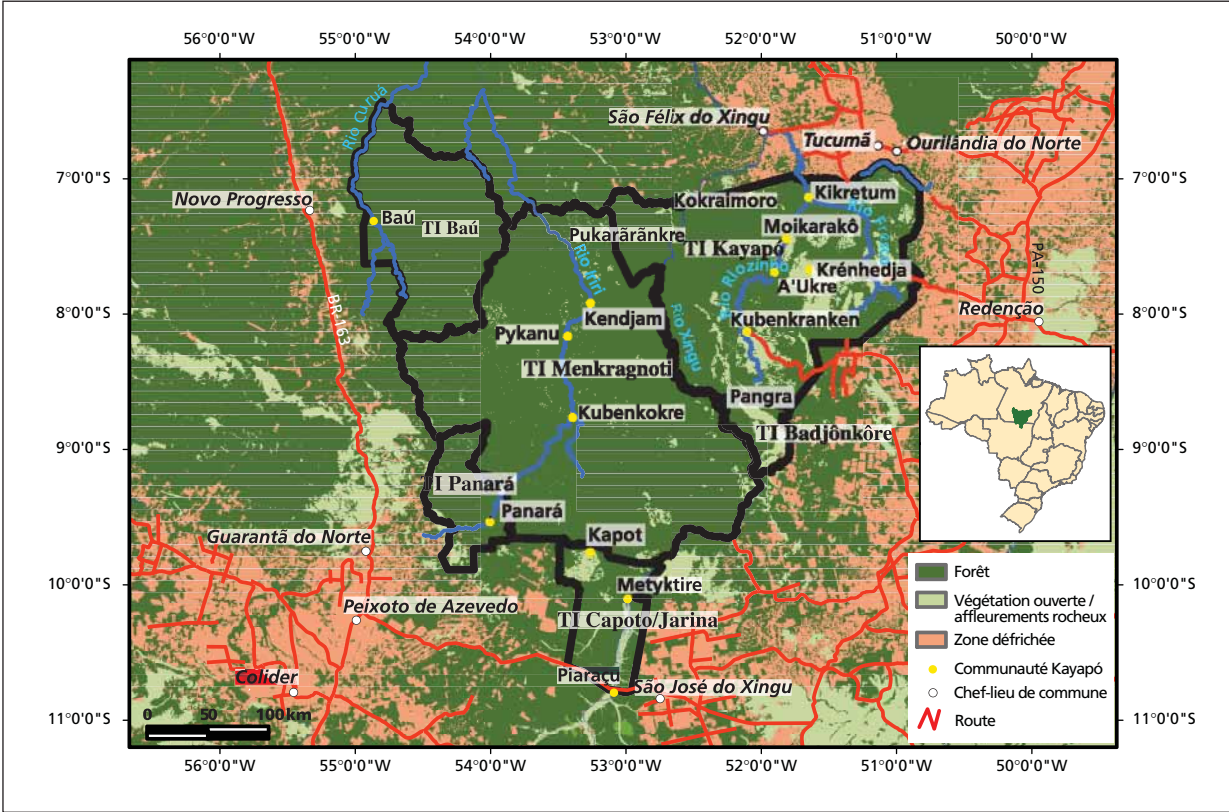 56°0'0"W 55°0'0"W 54°0'0"W 53°0'0"W 52°0'0"W 51°0'0"W 50°0'0"W
Rio Curuá
São Félix do Xingu
Tucumã
Ourilândia do Norte
7°0'0"S 7°0'0"S
Novo Progresso
Baú
TI Baú
Kokraimoro
Kikretum
Pukarãrãnkre
Moikarakô
TI Kayapó
Rio Iriri
Rio Riozinho
Krénhedja
A'Ukre
PA-150
8°0'0"S 8°0'0"S
BR-163
Kendjam
Rio Xingu
Kubenkranken
Redenção
Pykanu
TI Menkragnoti
Pangra
Kubenkokre
TI Badjônkôre
9°0'0"S 9°0'0"S
TI Panará
Panará
Guarantã do Norte
Kapot
10°0'0"S 10°0'0"S
Metyktire
Peixoto de Azevedo
TI Capoto/Jarina
Colider
Piaraçu
São José do Xingu
11°0'0"S 11°0'0"S
0 50 100 km
Forêt
Végétation ouverte /
affleurements rocheux
Zone défrichée
Communauté Kayapó
Chef-lieu de commune
Route
56°0'0"W 55°0'0"W 54°0'0"W 53°0'0"W 52°0'0"W 51°0'0"W 50°0'0"W